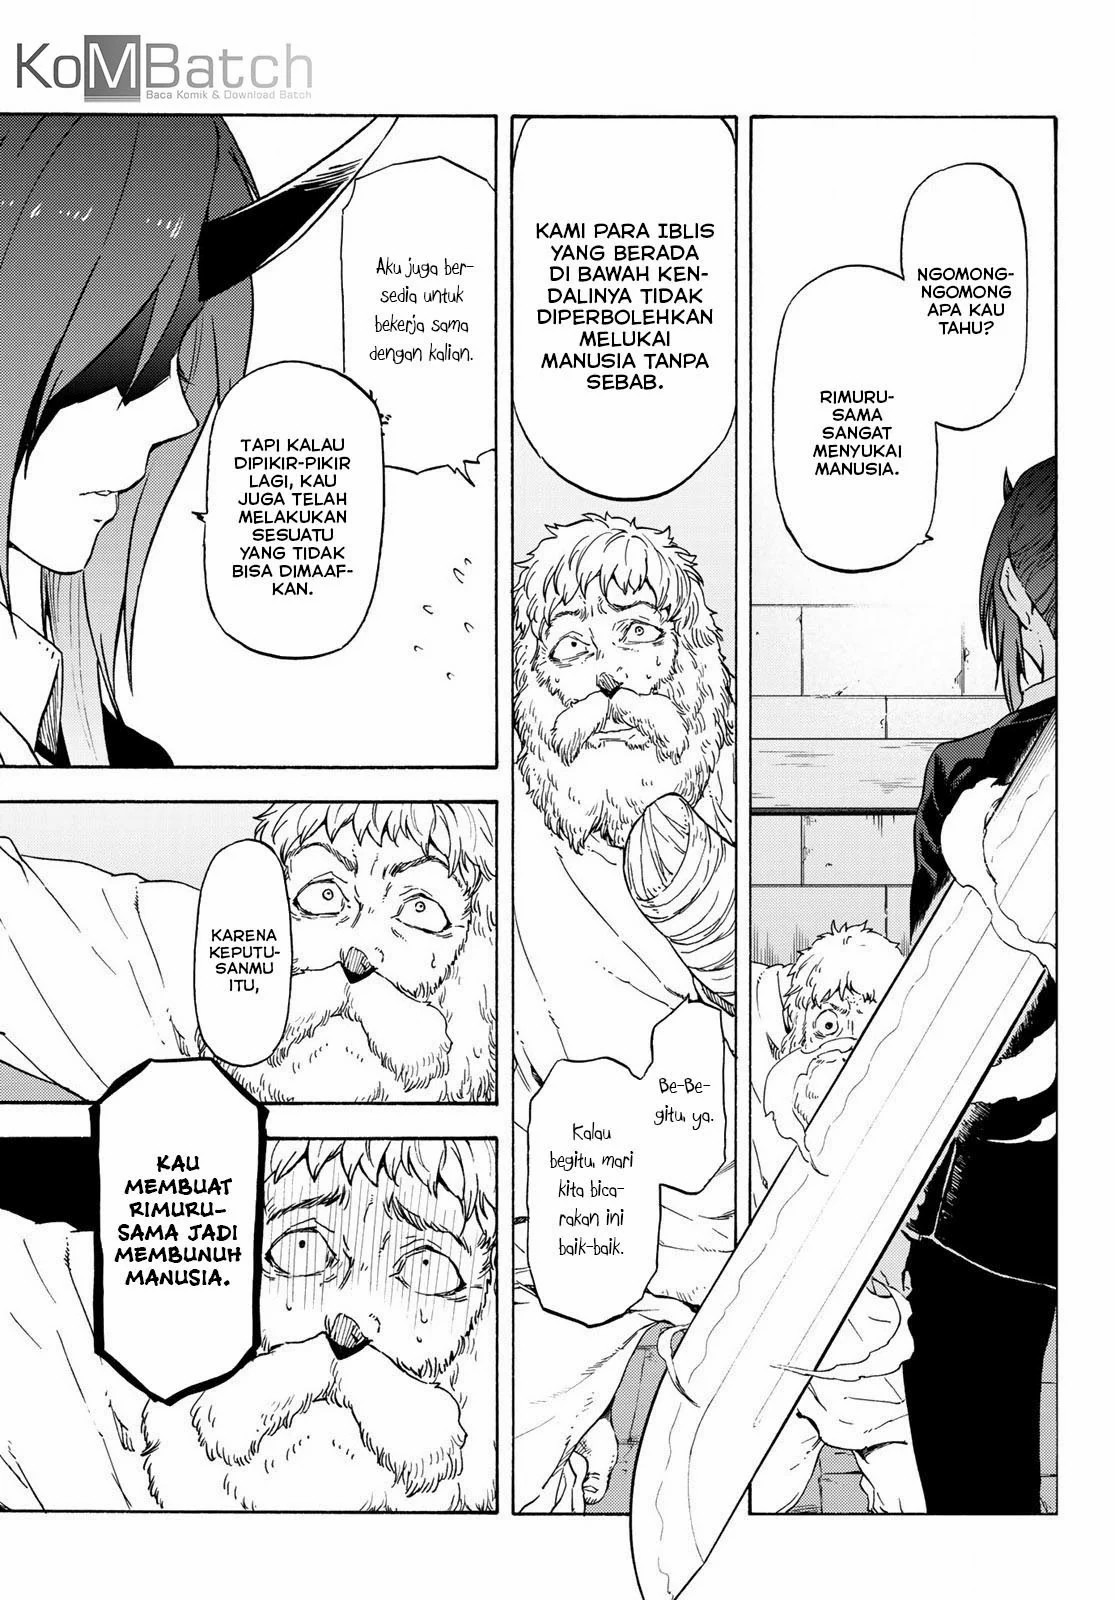 KoMBatch
Baca Komik & Download Batch
NGOMONG-
NGOMONG
APA KAU
TAHU?
RIMURU-
SAMA
SANGAT
MENYUKAI
MANUSIA.
KAMI PARA IBLIS
YANG BERADA
DI BAWAH KEN-
DALINYA TIDAK
DIPERBOLEHKAN
MELUKAI
MANUSIA TANPA
SEBAB.
Be-Be-
gitu, ya.
Kalau
begitu, mari
kita bica-
rakan ini
baik-baik.
Aku juga ber-
sedia untuk
bekerja sama
dengan kalian.
TAPI KALAU
DIPIKIR-PIKIR
LAGI, KAU
JUGA TELAH
MELAKUKAN
SESUATU
YANG TIDAK
BISA DIMAAF-
KAN.
KARENA
KEPUTU-
SANMU
ITU,
KAU
MEMBUAT
RIMURU-
SAMA JADI
MEMBUNUH
MANUSIA.